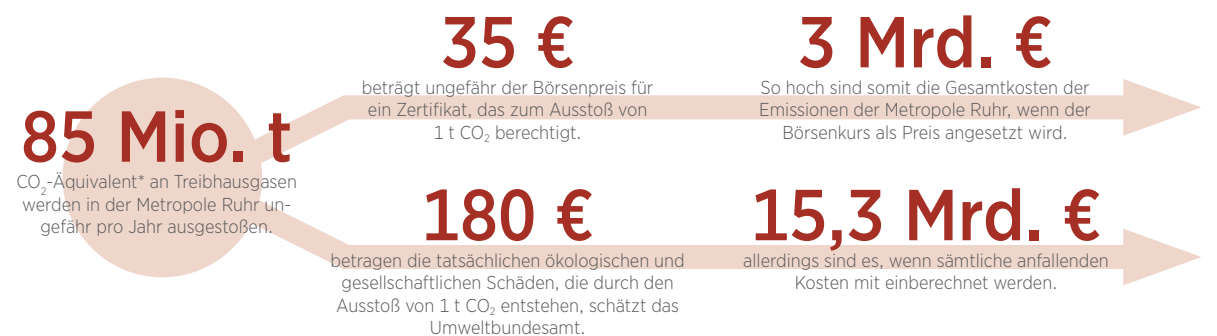 85 Mio. t
CO₂-Äquivalent* an Treibhausgasen
werden in der Metropole Ruhr un-
gefähr pro Jahr ausgestoßen.
35 €
beträgt ungefähr der Börsenpreis für
ein Zertifikat, das zum Ausstoß von
1 t CO₂ berechtigt.
3 Mrd. €
So hoch sind somit die Gesamtkosten der
Emissionen der Metropole Ruhr, wenn der
Börsenkurs als Preis angesetzt wird.
180 €
betragen die tatsächlichen ökologischen und
gesellschaftlichen Schäden, die durch den
Ausstoß von 1 t CO₂ entstehen, schätzt das
Umweltbundesamt.
15,3 Mrd. €
allerdings sind es, wenn sämtliche anfallenden
Kosten mit einberechnet werden.